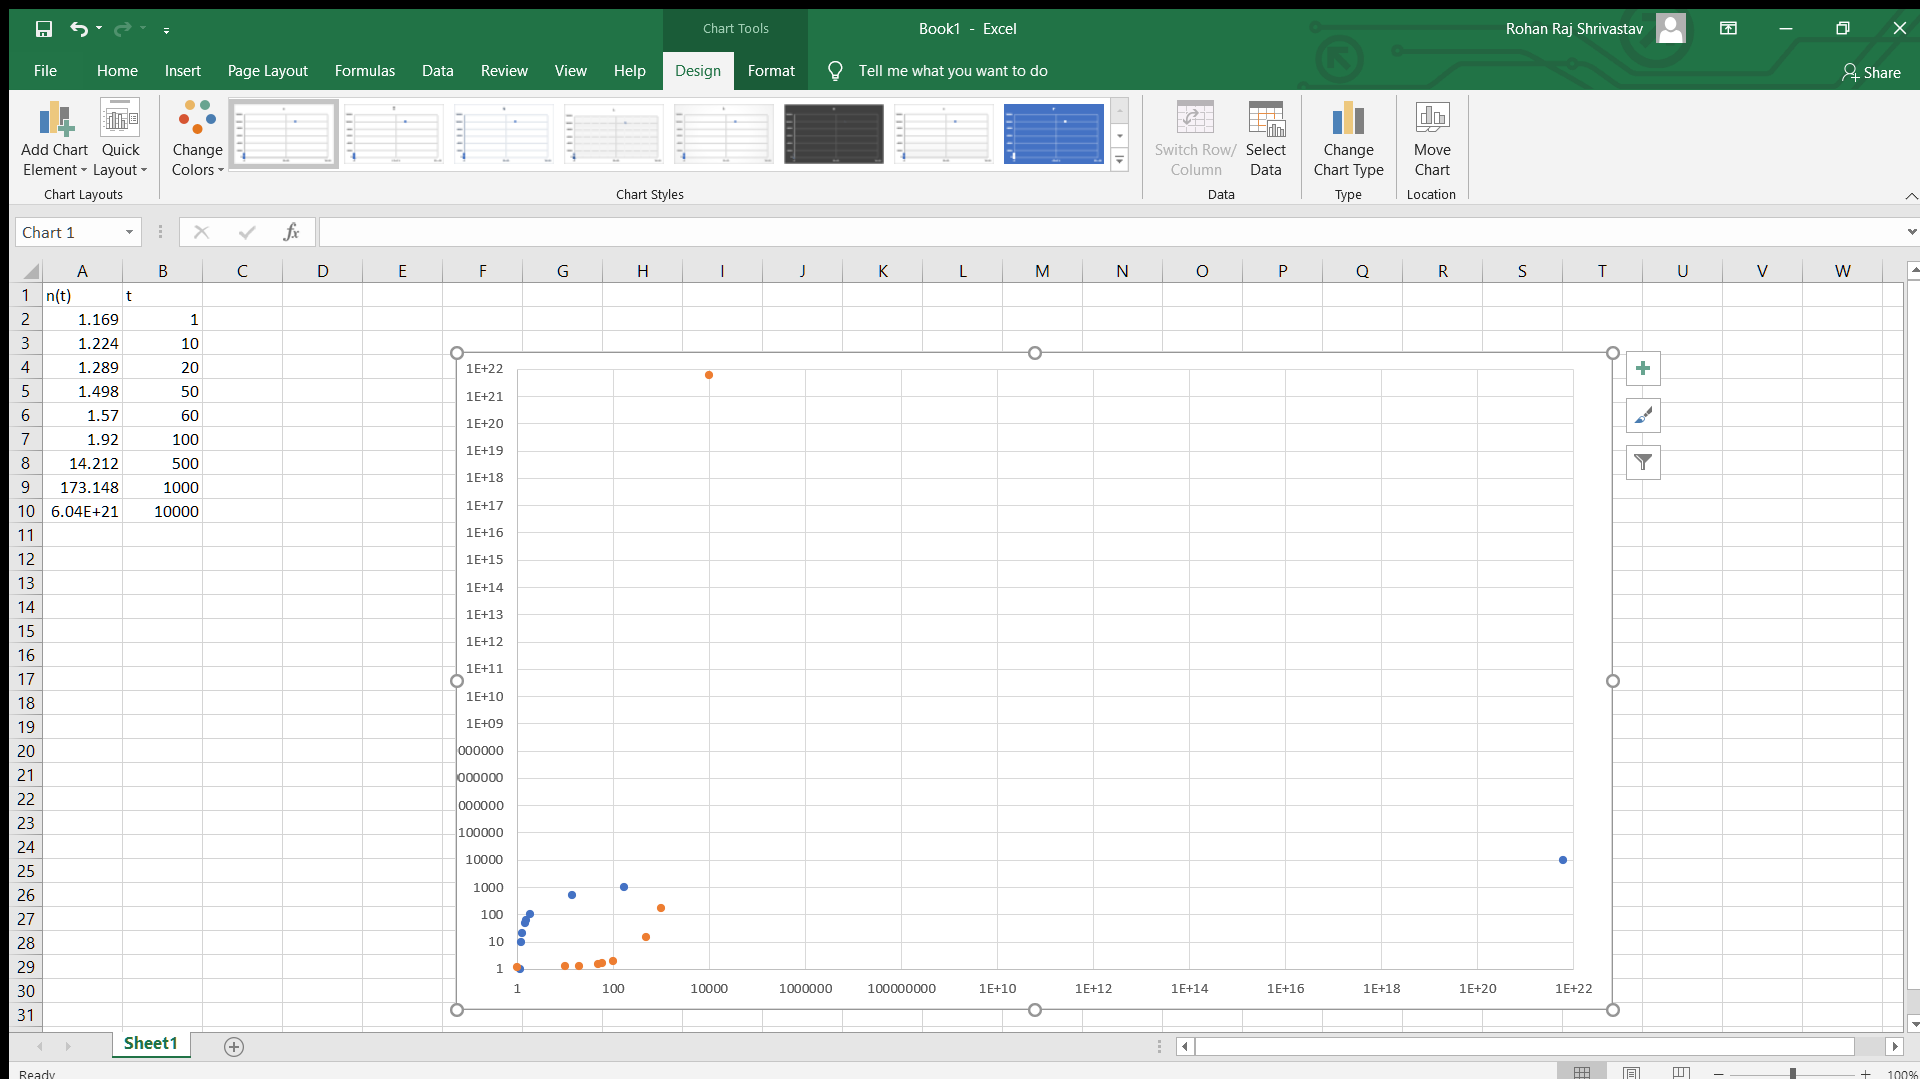 Chart Tools
Book1 - Excel
Rohan Raj Shrivastav
File Home Insert Page Layout Formulas Data Review View Help Design Format Tell me what you want to do
Share
Add Chart Element
Quick Layout
Change Colors
Switch Row/ Column
Select Data
Change Chart Type
Move Chart
Chart Layouts
Chart Styles
Data
Type
Location
Chart 1
fx
A B C D E F G H I J K L M N O P Q R S T U V W
1 n(t) t
2 1.169 1
3 1.224 10
4 1.289 20
5 1.498 50
6 1.57 60
7 1.92 100
8 14.212 500
9 173.148 1000
10 6.04E+21 10000
11
12
13
14
15
16
17
18
19
20
21
22
23
24
25
26
27
28
29
30
31
1E+22
1E+21
1E+20
1E+19
1E+18
1E+17
1E+16
1E+15
1E+14
1E+13
1E+12
1E+11
1E+10
1E+09
000000
000000
000000
100000
10000
1000
100
10
1
1 100 10000 1000000 100000000 1E+10 1E+12 1E+14 1E+16 1E+18 1E+20 1E+22
Sheet1
Ready
100%